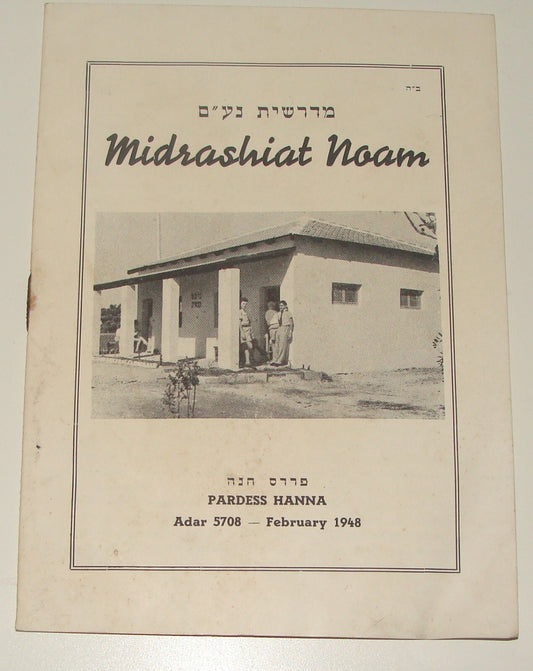 ב״ה
מדרשית נע״ם
Midrashiat Noam
פרדס חנה
PARDESS HANNA
Adar 5708 — February 1948